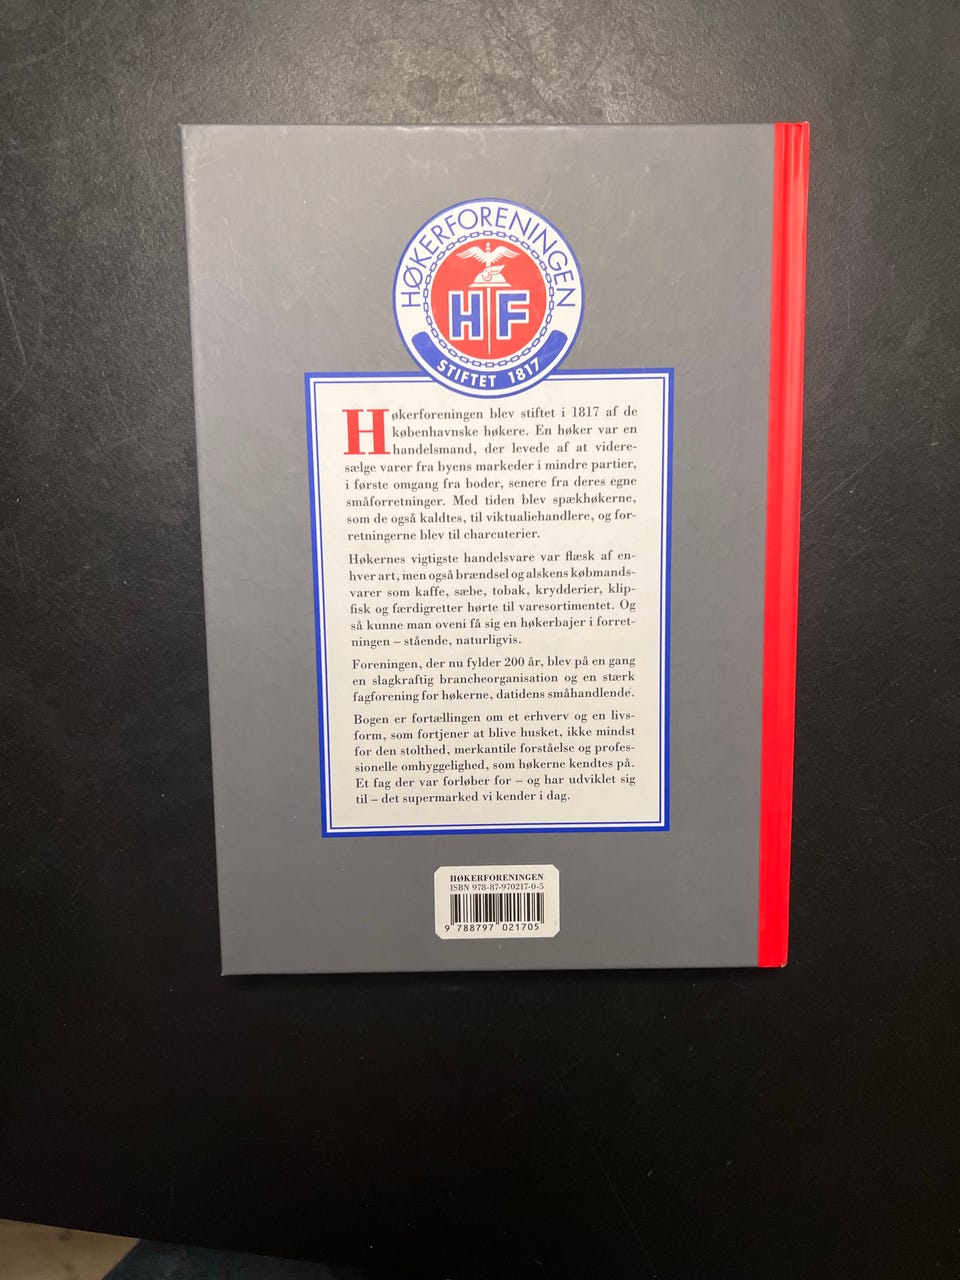 HØKERFORENINGEN
HF
STIFTET 1817
Høkerforeningen blev stiftet i 1817 af de
københavnske høkere. En høker var en
handelsmand, der levede af at videre-
sælge varer fra byens markeder i mindre partier,
i første omgang fra boder, senere fra deres egne
småforretninger. Med tiden blev spækhøkerne,
som de også kaldtes, til viktualiehandlere, og for-
retningerne blev til charcuterier.
Høkernes vigtigste handelsvare var flæsk af en-
hver art, men også brændsel og alskens købmands-
varer som kaffe, sæbe, tobak, krydderier, klip-
fisk og færdigretter hørte til varesortimentet. Og
så kunne man oveni få sig en høkerbajer i forret-
ningen – stående, naturligvis.
Foreningen, der nu fylder 200 år, blev på en gang
en slagkraftig brancheorganisation og en stærk
fagforening for høkerne, datidens småhandlende.
Bogen er fortællingen om et erhverv og en livs-
form, som fortjener at blive husket, ikke mindst
for den stolthed, merkantile forståelse og profes-
sionelle omhyggelighed, som høkerne kendtes på.
Et fag der var forløber for – og har udviklet sig
til – det supermarked vi kender i dag.
HØKERFORENINGEN
ISBN 978-87-970217-0-5
9 788797 021705